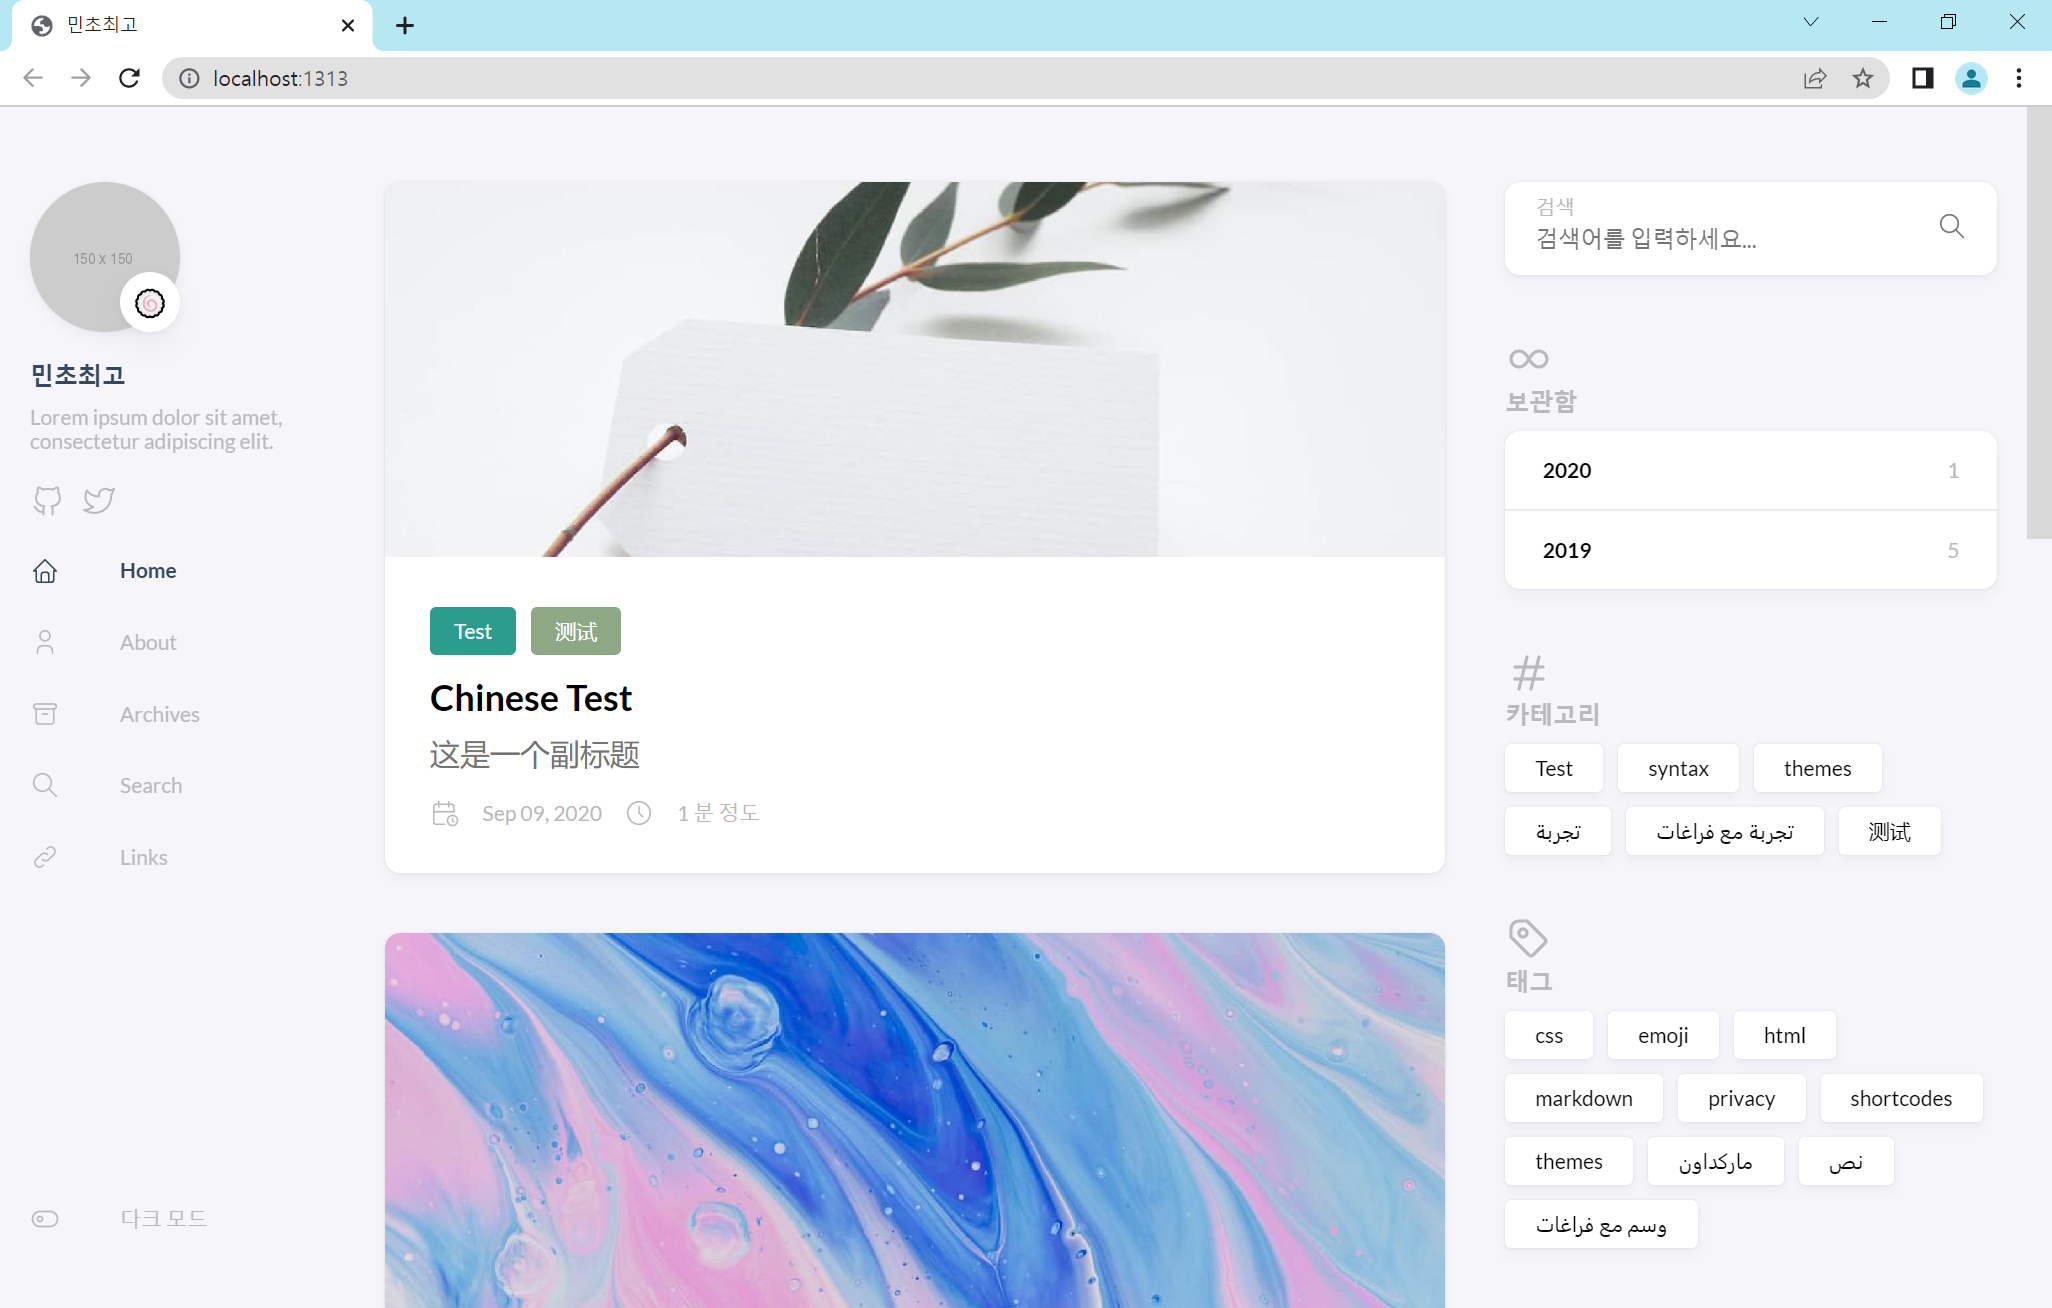 민초최고
localhost:1313
150 x 150
민초최고
Lorem ipsum dolor sit amet,
consectetur adipiscing elit.
Home
About
Archives
Search
Links
다크 모드
Test
测试
Chinese Test
这是一个副标题
Sep 09, 2020
1 분 정도
검색
검색어를 입력하세요...
보관함
2020 1
2019 5
카테고리
Test syntax themes
تجربة
تجربة مع فراغات
测试
태그
css emoji html
markdown privacy shortcodes
themes
ماركداون
نص
وسم مع فراغات